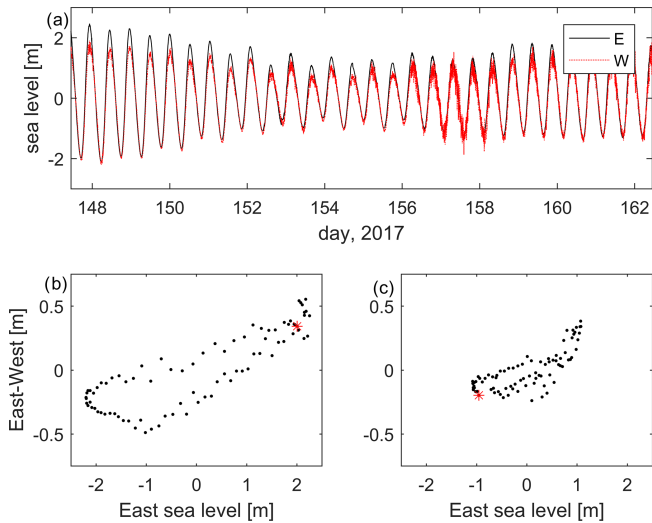 (a)
E
W
2
0
-2
sea level [m]
148 150 152 154 156 158 160 162
day, 2017
(b)
0.5
0
-0.5
East-West [m]
-2 -1 0 1 2
East sea level [m]
(c)
0.5
0
-0.5
-2 -1 0 1 2
East sea level [m]